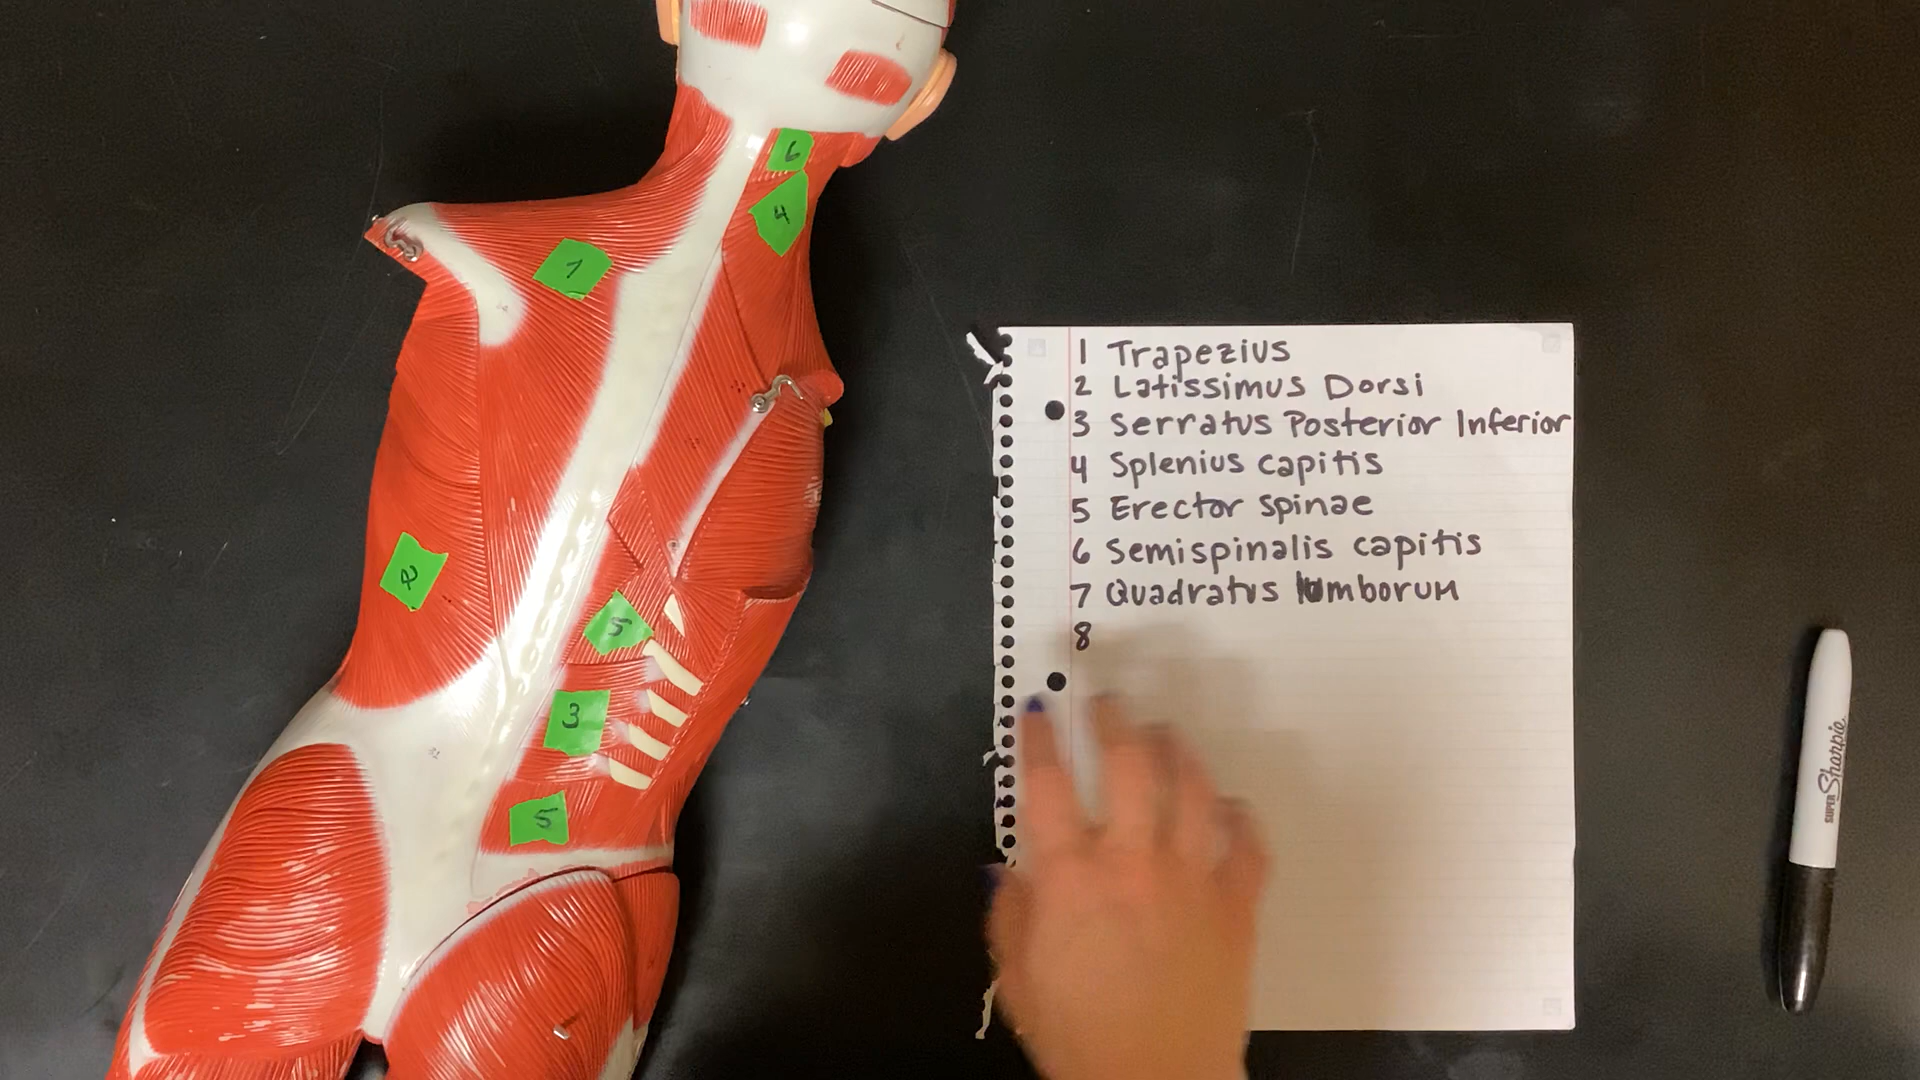 6
4
1
2
5
3
5
1 Trapezius
2 Latissimus Dorsi
3 Serratus Posterior Inferior
4 Splenius capitis
5 Erector spinae
6 Semispinalis capitis
7 Quadratus lumborum
8
SUPER Sharpie